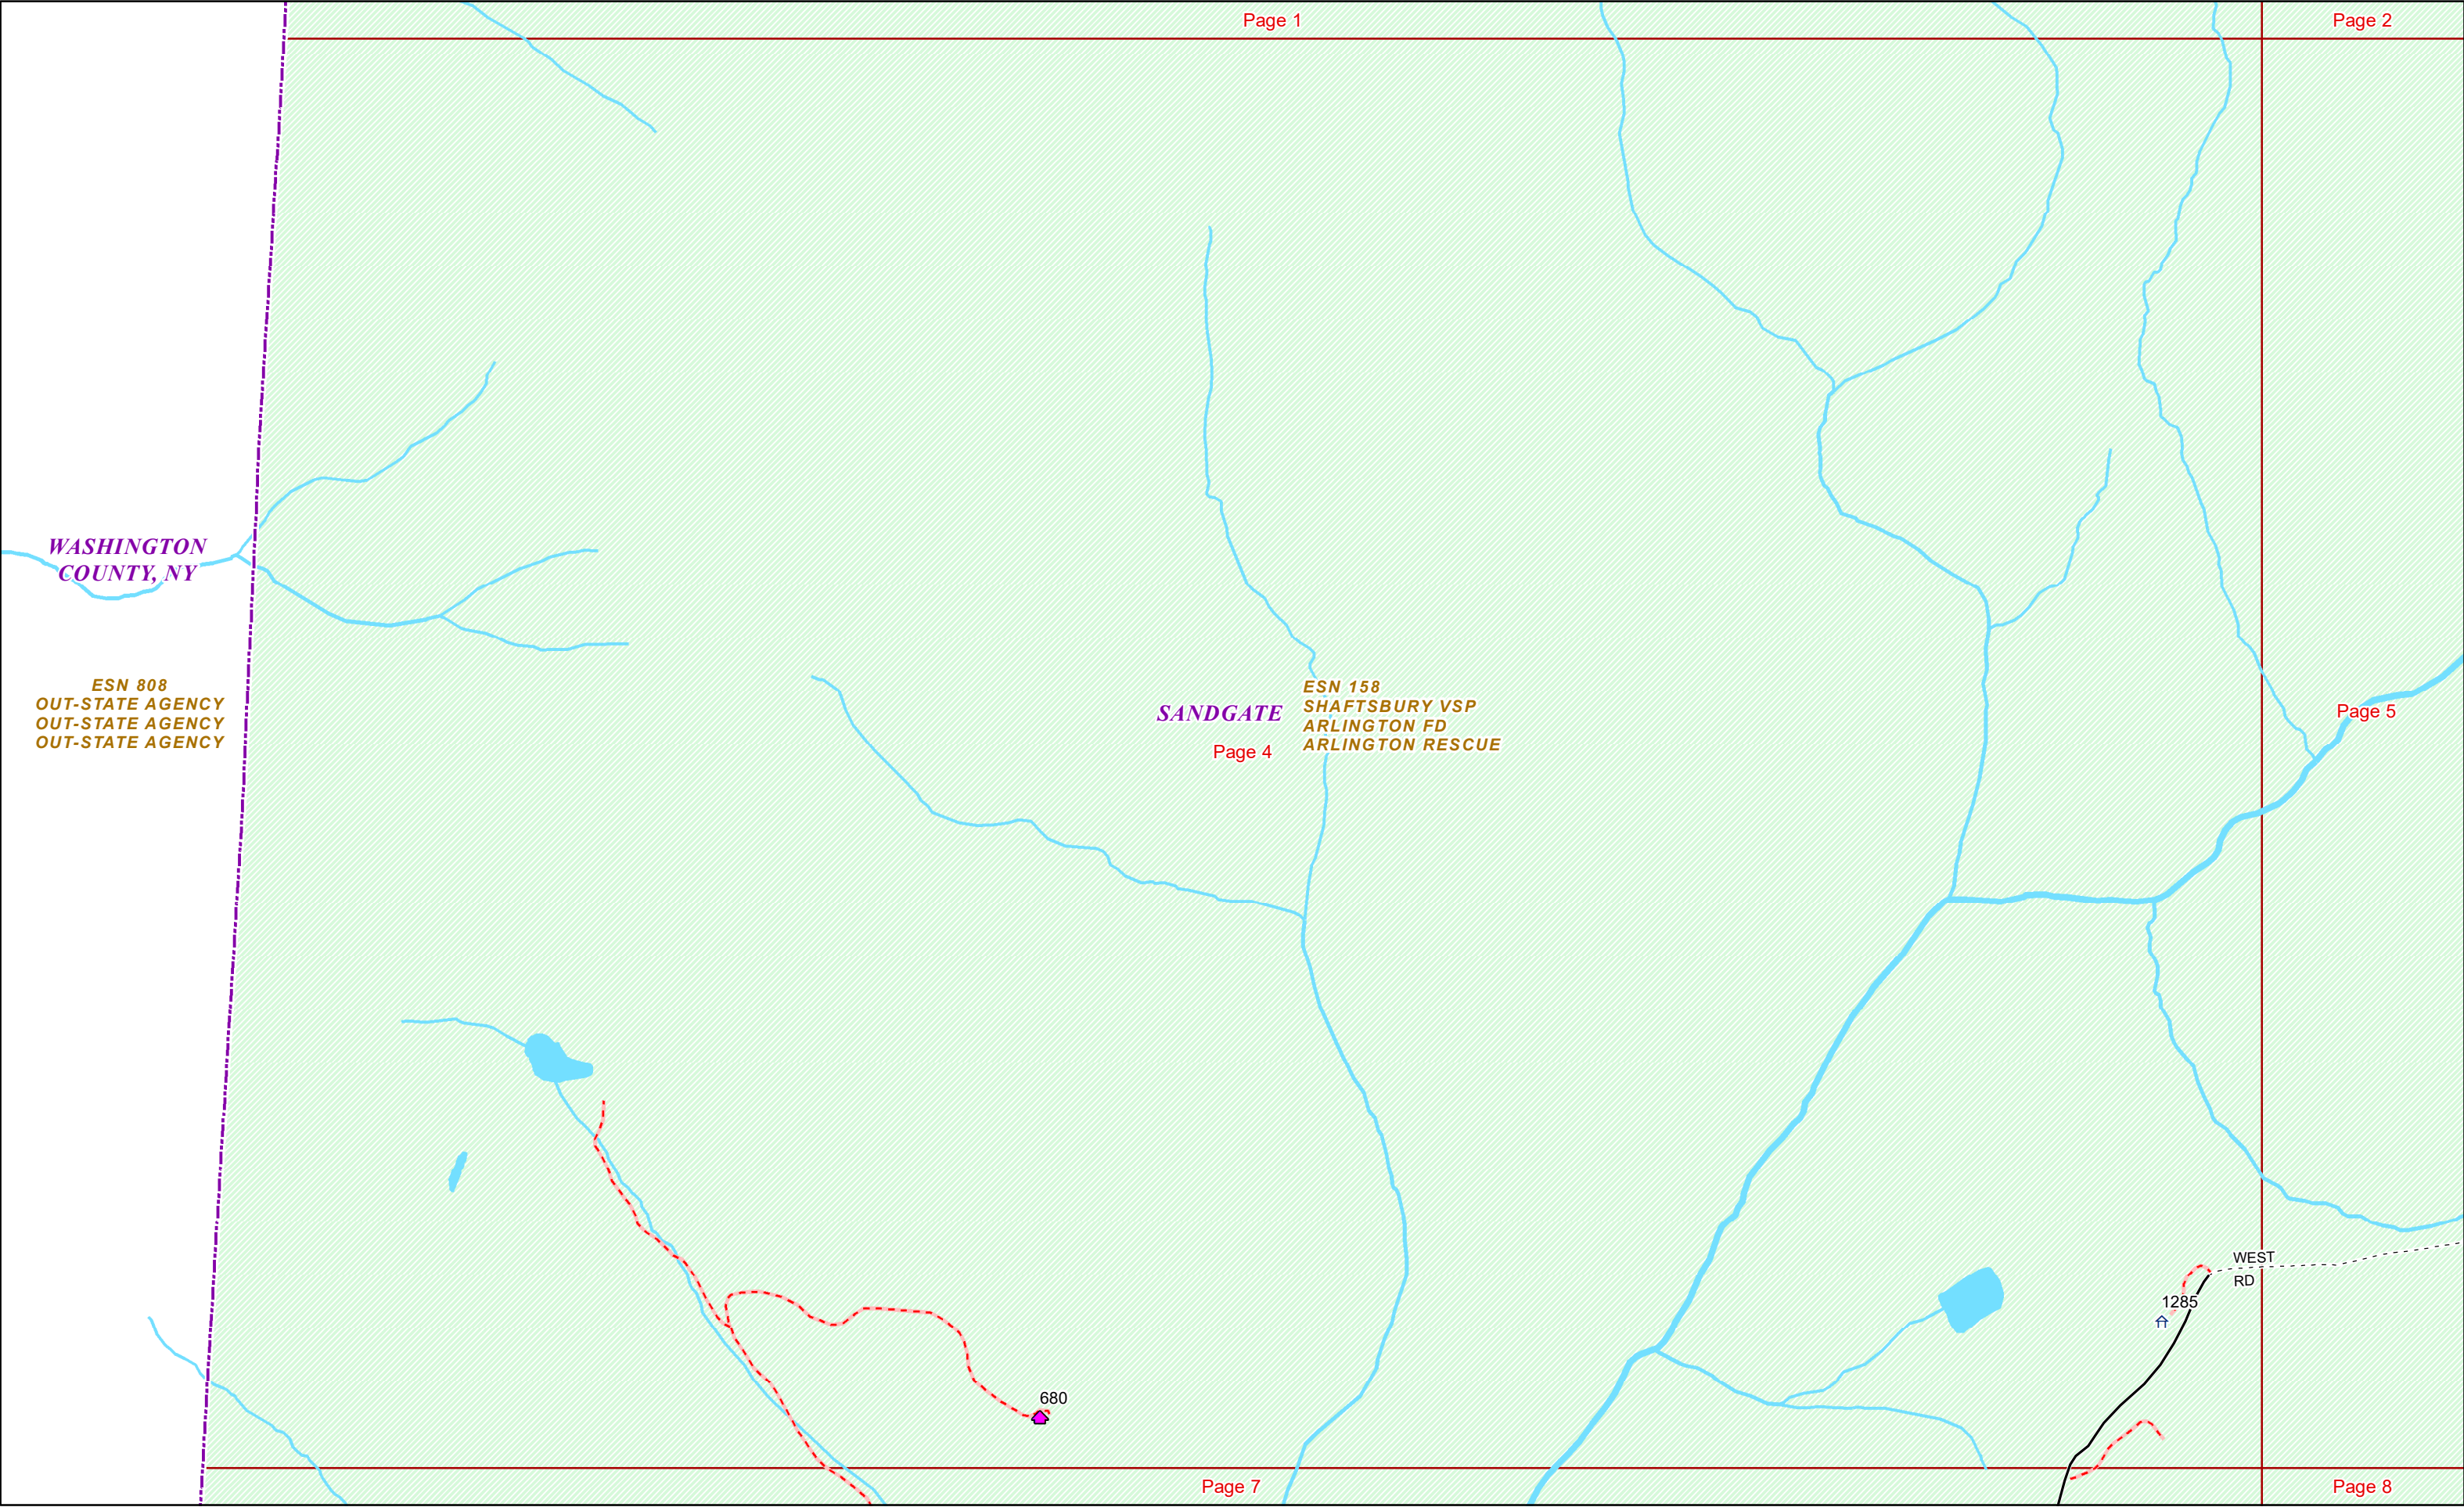 Page 1
Page 2
WASHINGTON
COUNTY, NY
ESN 808
OUT-STATE AGENCY
OUT-STATE AGENCY
OUT-STATE AGENCY
SANDGATE
Page 4
ESN 158
SHAFTSBURY VSP
ARLINGTON FD
ARLINGTON RESCUE
Page 5
WEST
RD
1285
680
Page 7
Page 8